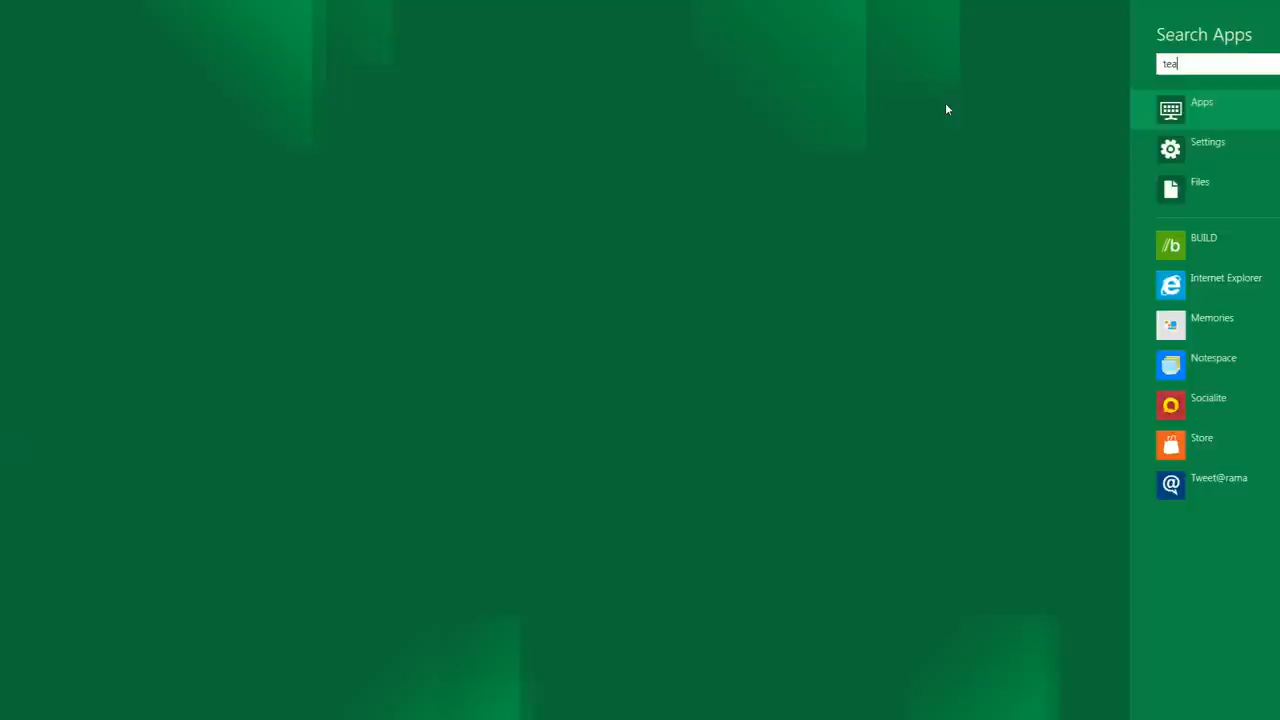 Search Apps
tea
Apps
Settings
Files
//b BUILD
Internet Explorer
Memories
Notespace
Socialite
Store
@ Tweet@rama